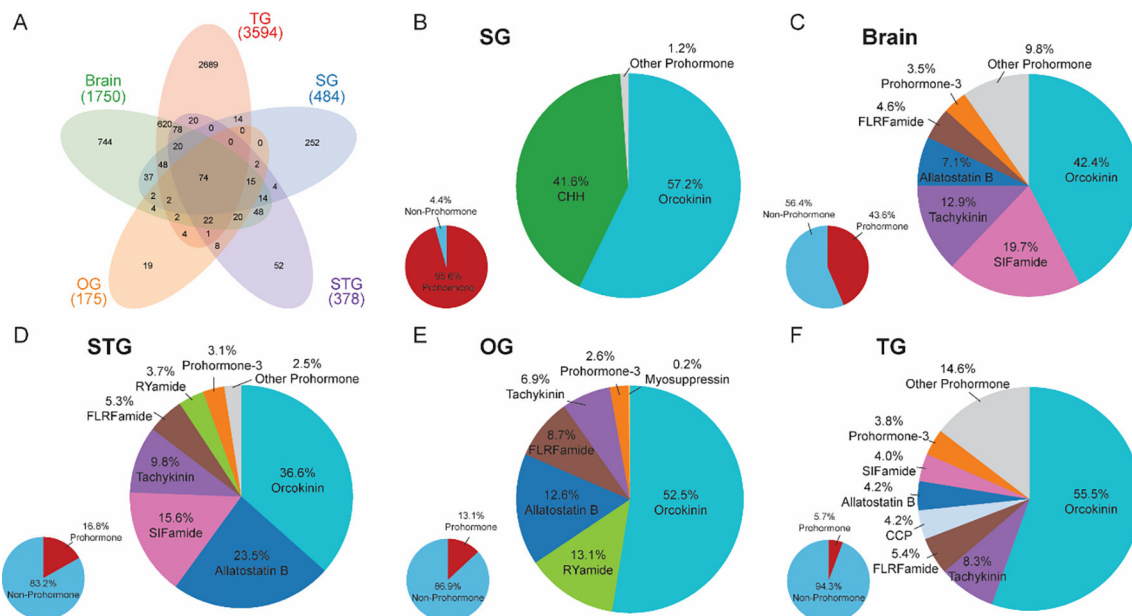 A
TG
(3594)
Brain
(1750)
SG
(484)
OG
(175)
STG
(378)
2689
744
252
19
52
620
20
14
78
0
0
20
0
0
48
2
37
74
15
4
2
2
14
4
48
2
22
20
4
1
8
B
SG
1.2%
Other Prohormone
41.6%
CHH
57.2%
Orcokinin
4.4%
Non-Prohormone
95.6%
Prohormone
C
Brain
9.8%
Other Prohormone
3.5%
Prohormone-3
4.6%
FLRFamide
7.1%
Allatostatin B
12.9%
Tachykinin
19.7%
SIFamide
42.4%
Orcokinin
56.4%
Non-Prohormone
43.6%
Prohormone
D
STG
2.5%
Other Prohormone
3.1%
Prohormone-3
3.7%
RYamide
5.3%
FLRFamide
9.8%
Tachykinin
15.6%
SIFamide
23.5%
Allatostatin B
36.6%
Orcokinin
16.8%
Prohormone
83.2%
Non-Prohormone
E
OG
0.2%
Myosuppressin
2.6%
Prohormone-3
6.9%
Tachykinin
8.7%
FLRFamide
12.6%
Allatostatin B
13.1%
RYamide
52.5%
Orcokinin
13.1%
Prohormone
86.9%
Non-Prohormone
F
TG
14.6%
Other Prohormone
3.8%
Prohormone-3
4.0%
SIFamide
4.2%
Allatostatin B
4.2%
CCP
5.4%
FLRFamide
8.3%
Tachykinin
55.5%
Orcokinin
5.7%
Prohormone
94.3%
Non-Prohormone